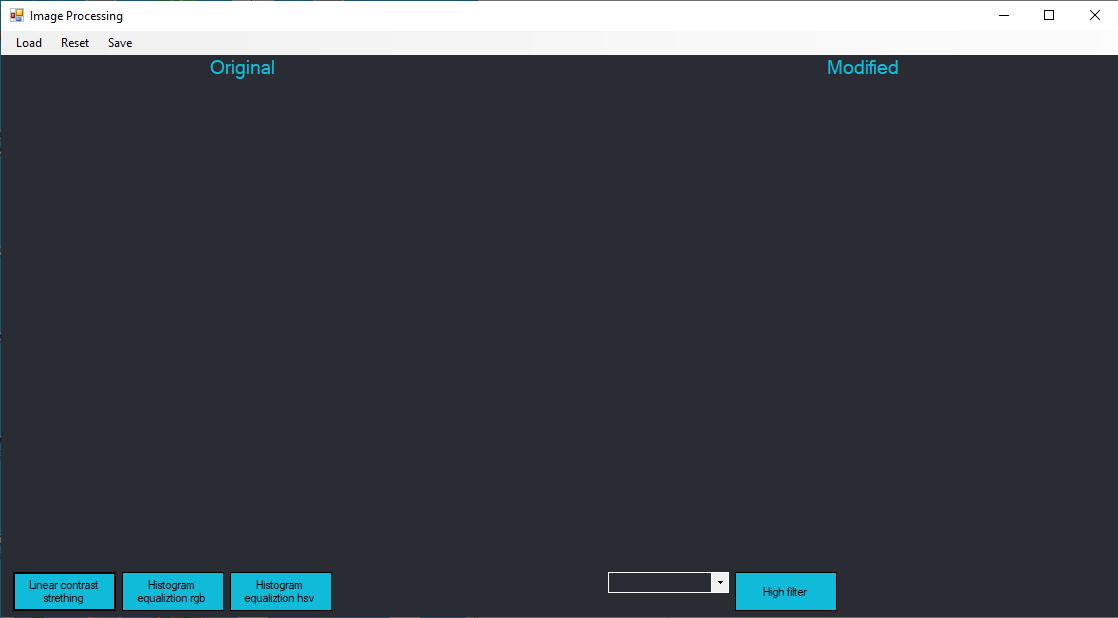 Image Processing
Load Reset Save
Original
Modified
Linear contrast
strething
Histogram
equaliztion rgb
Histogram
equaliztion hsv
High filter